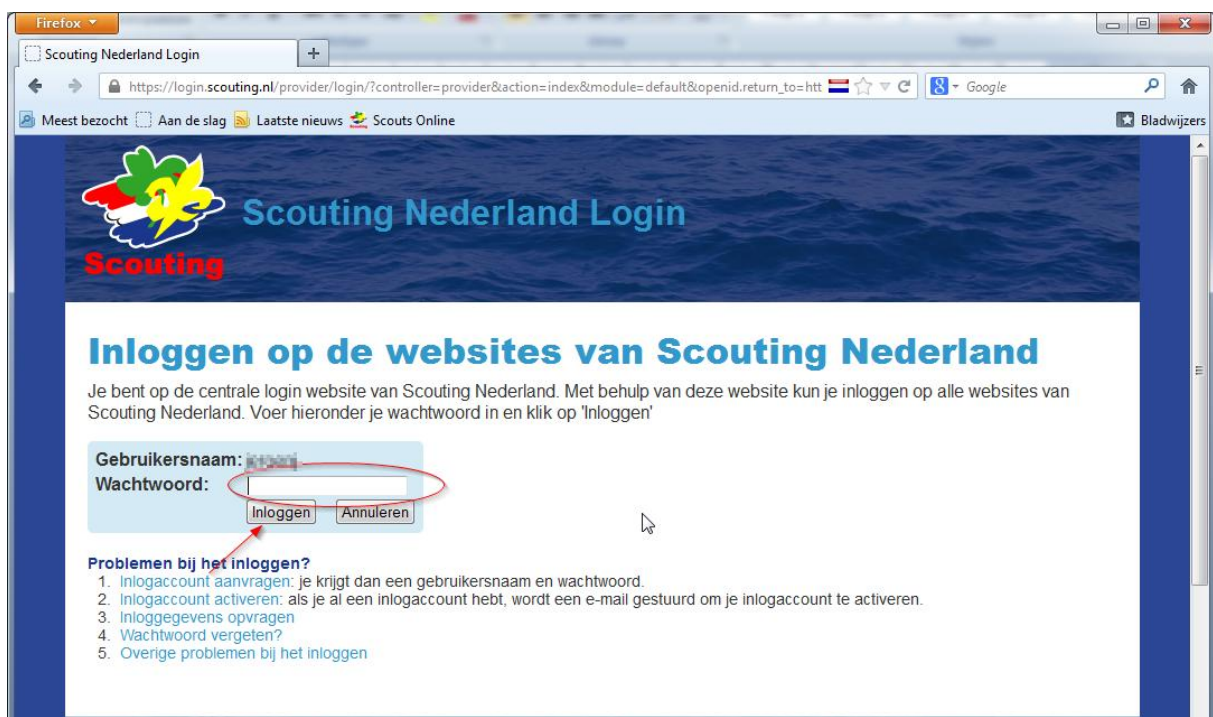 Firefox
Scouting Nederland Login
https://login.scouting.nl/provider/login/?controller=provider&action=index&module=default&openid.return_to=htt
Google
Meest bezocht Aan de slag Laatste nieuws Scouts Online Bladwijzers
Scouting
Scouting Nederland Login
Inloggen op de websites van Scouting Nederland
Je bent op de centrale login website van Scouting Nederland. Met behulp van deze website kun je inloggen op alle websites van
Scouting Nederland. Voer hieronder je wachtwoord in en klik op 'Inloggen'
Gebruikersnaam:
Wachtwoord:
Inloggen Annuleren
Problemen bij het inloggen?
1. Inlogaccount aanvragen: je krijgt dan een gebruikersnaam en wachtwoord.
2. Inlogaccount activeren: als je al een inlogaccount hebt, wordt een e-mail gestuurd om je inlogaccount te activeren.
3. Inloggegevens opvragen
4. Wachtwoord vergeten?
5. Overige problemen bij het inloggen